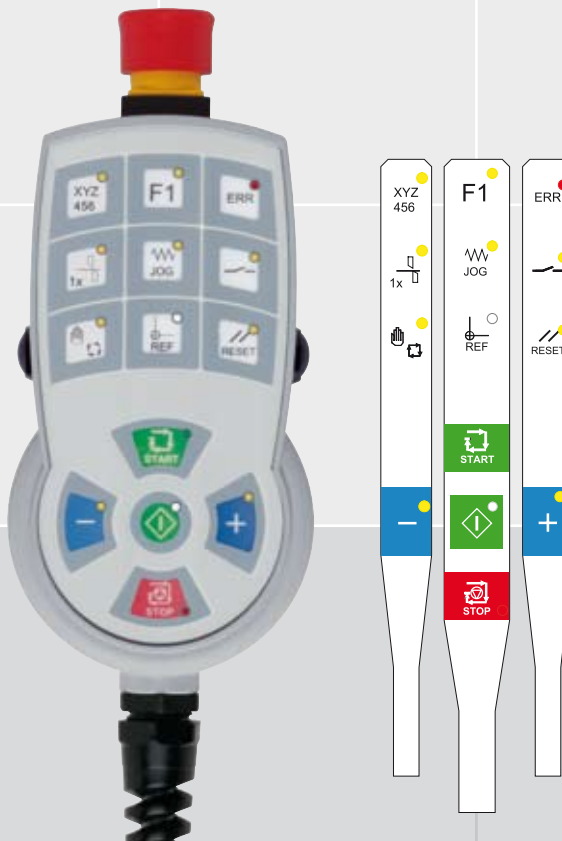 XYZ
456
F1
ERR
1x
JOG
REF
RESET
START
−
+
STOP
XYZ
456
1x
−
F1
JOG
REF
START
STOP
ERR
RESET
+